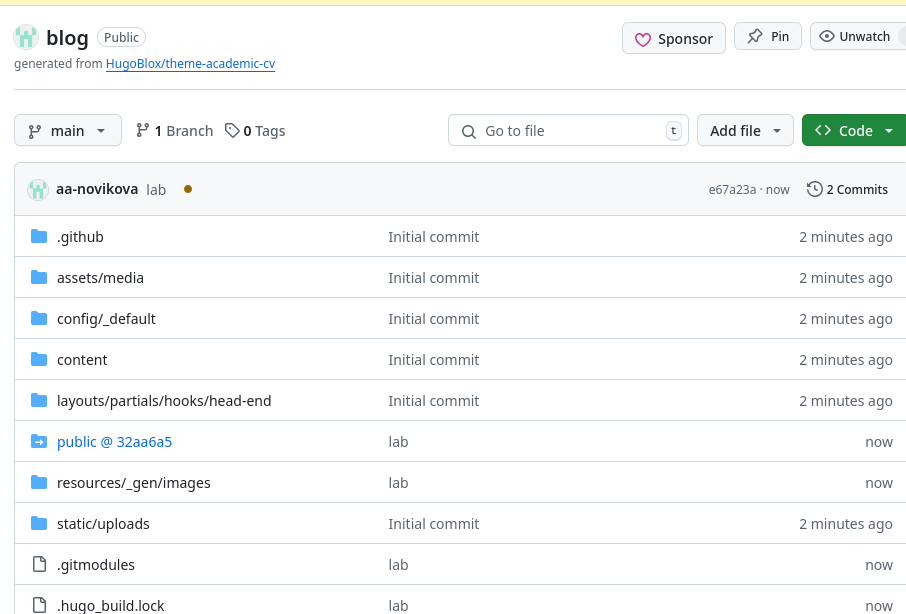 blog Public Sponsor Pin Unwatch
generated from HugoBlox/theme-academic-cv
main 1 Branch 0 Tags Go to file t Add file Code
aa-novikova lab e67a23a · now 2 Commits
.github Initial commit 2 minutes ago
assets/media Initial commit 2 minutes ago
config/_default Initial commit 2 minutes ago
content Initial commit 2 minutes ago
layouts/partials/hooks/head-end Initial commit 2 minutes ago
public @ 32aa6a5 lab now
resources/_gen/images lab now
static/uploads Initial commit 2 minutes ago
.gitmodules lab now
.hugo_build.lock lab now